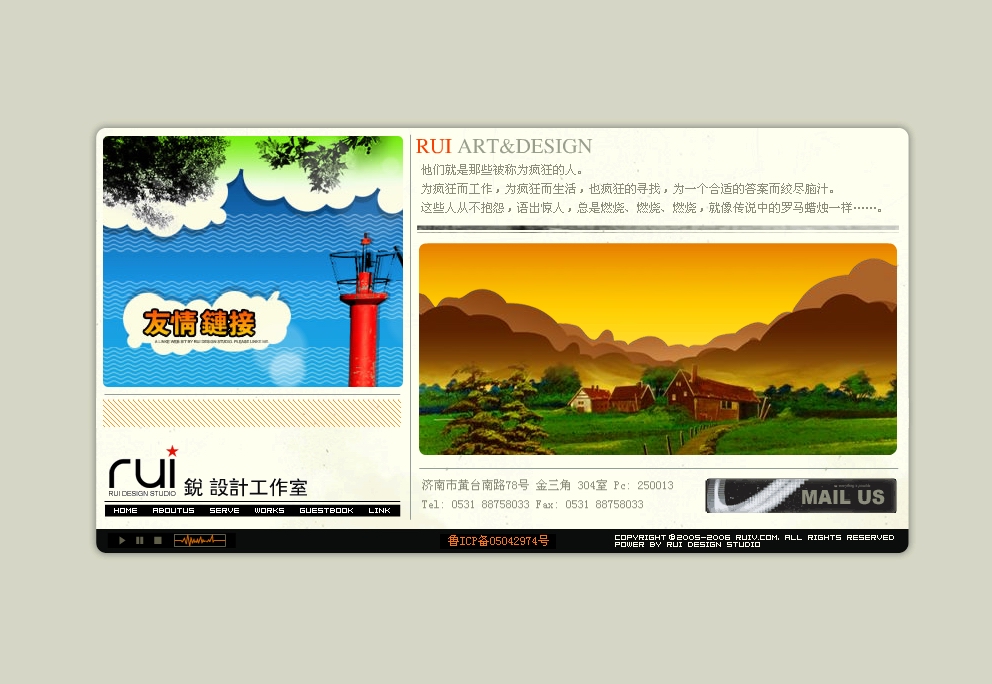 RUI ART&DESIGN
他们就是那些被称为疯狂的人。
为疯狂而工作，为疯狂而生活，也疯狂的寻找，为一个合适的答案而绞尽脑汁。
这些人从不抱怨，语出惊人，总是燃烧、燃烧、燃烧，就像传说中的罗马蜡烛一样……。
友情鏈接
rui
RUI DESIGN STUDIO
銳 設計工作室
HOME ABOUTUS SERVE WORKS GUESTBOOK LINK
济南市黄台南路78号 金三角 304室 Pc: 250013
Tel: 0531 88758033 Fax: 0531 88758033
MAIL US
鲁ICP备05042974号
COPYRIGHT ©2005-2006 RUIV.COM. ALL RIGHTS RESERVED
POWER BY RUI DESIGN STUDIO